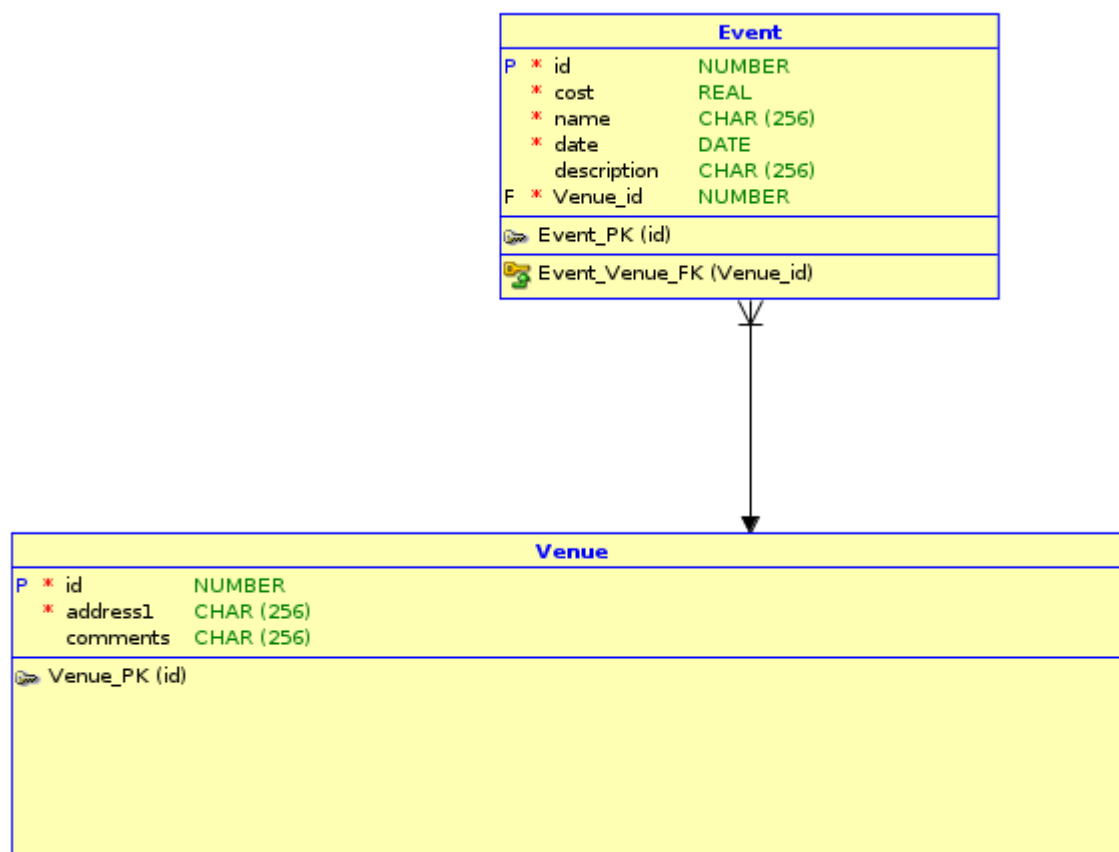 Event
P * id NUMBER
* cost REAL
* name CHAR (256)
* date DATE
description CHAR (256)
F * Venue_id NUMBER
Event_PK (id)
Event_Venue_FK (Venue_id)
Venue
P * id NUMBER
* address1 CHAR (256)
comments CHAR (256)
Venue_PK (id)